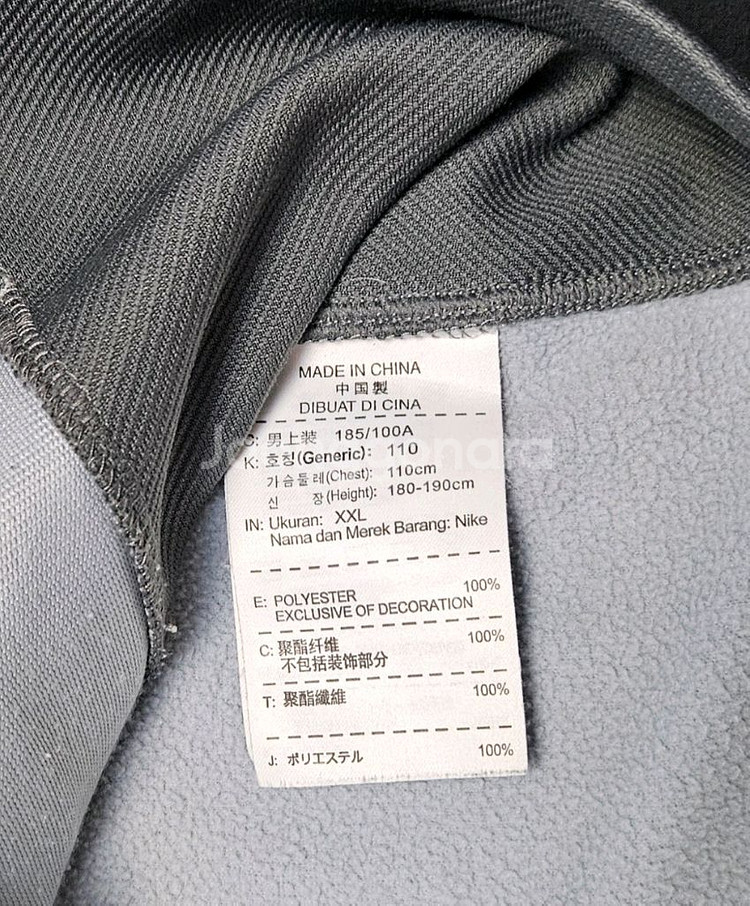 MADE IN CHINA
中国製
DIBUAT DI CINA
C: 男上装 185/100A
K: 호칭(Generic): 110
가슴둘레(Chest): 110cm
신 장(Height): 180-190cm
IN: Ukuran: XXL
Nama dan Merek Barang: Nike
E: POLYESTER 100%
EXCLUSIVE OF DECORATION
C: 聚酯纤维 100%
不包括装饰部分
T: 聚酯纖維 100%
J: ポリエステル 100%